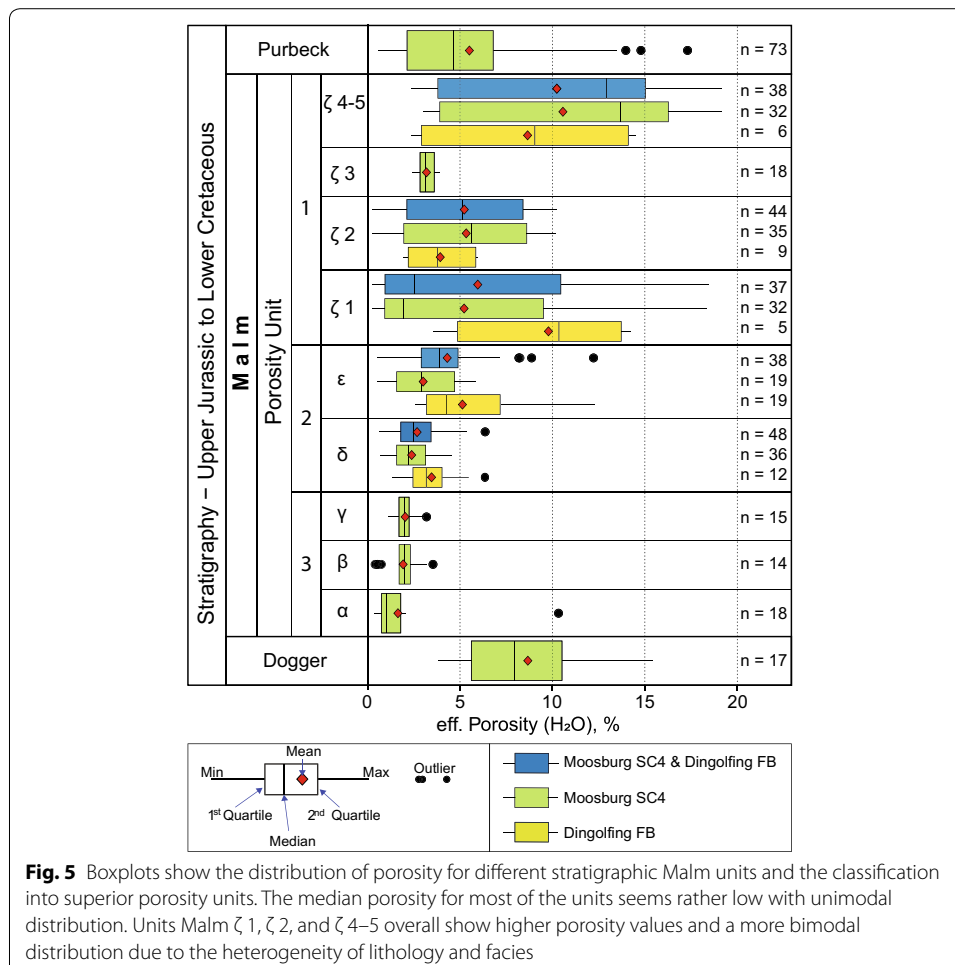 Stratigraphy – Upper Jurassic to Lower Cretaceous
Purbeck
n = 73
Malm
Porosity Unit
1
ζ 4-5
n = 38
n = 32
n = 6
ζ 3
n = 18
ζ 2
n = 44
n = 35
n = 9
ζ 1
n = 37
n = 32
n = 5
2
ε
n = 38
n = 19
n = 19
δ
n = 48
n = 36
n = 12
3
γ
n = 15
β
n = 14
α
n = 18
Dogger
n = 17
0 5 10 15 20
eff. Porosity (H₂O), %
Mean
Min
Max
Outlier
1st Quartile
2nd Quartile
Median
Moosburg SC4 & Dingolfing FB
Moosburg SC4
Dingolfing FB
Fig. 5 Boxplots show the distribution of porosity for different stratigraphic Malm units and the classification
into superior porosity units. The median porosity for most of the units seems rather low with unimodal
distribution. Units Malm ζ 1, ζ 2, and ζ 4–5 overall show higher porosity values and a more bimodal
distribution due to the heterogeneity of lithology and facies